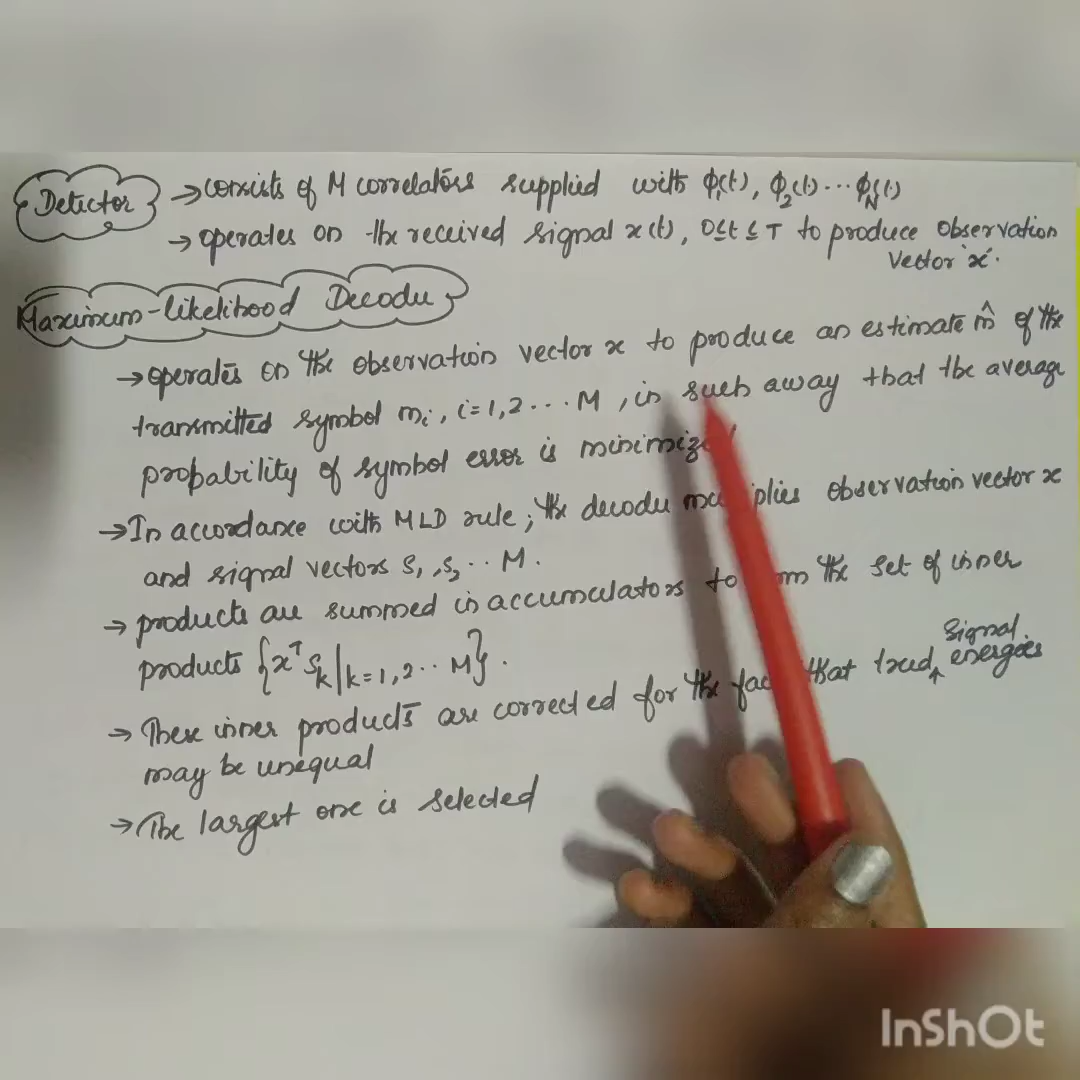 Detector → consists of M correlators supplied with φ₁(t), φ₂(t) ... φ_N(t)
→ operates on the received signal x(t), 0≤t≤T to produce observation
vector 'x'.
Maximum-likelihood Decoder
→ operates on the observation vector x to produce an estimate m̂ of the
transmitted symbol mᵢ, i=1,2 ... M, in such away that the average
probability of symbol error is
→ In accordance with MLD rule, the decoder observation vector x
and signal vectors S₁, S₂ .. M.
→ products are summed in accumulators to the set of inner
products {xᵀ S_k | k=1,2 .. M}.
signal
→ These inner products are corrected for the that txed energies
may be unequal
→ The largest one is selected
InShOt